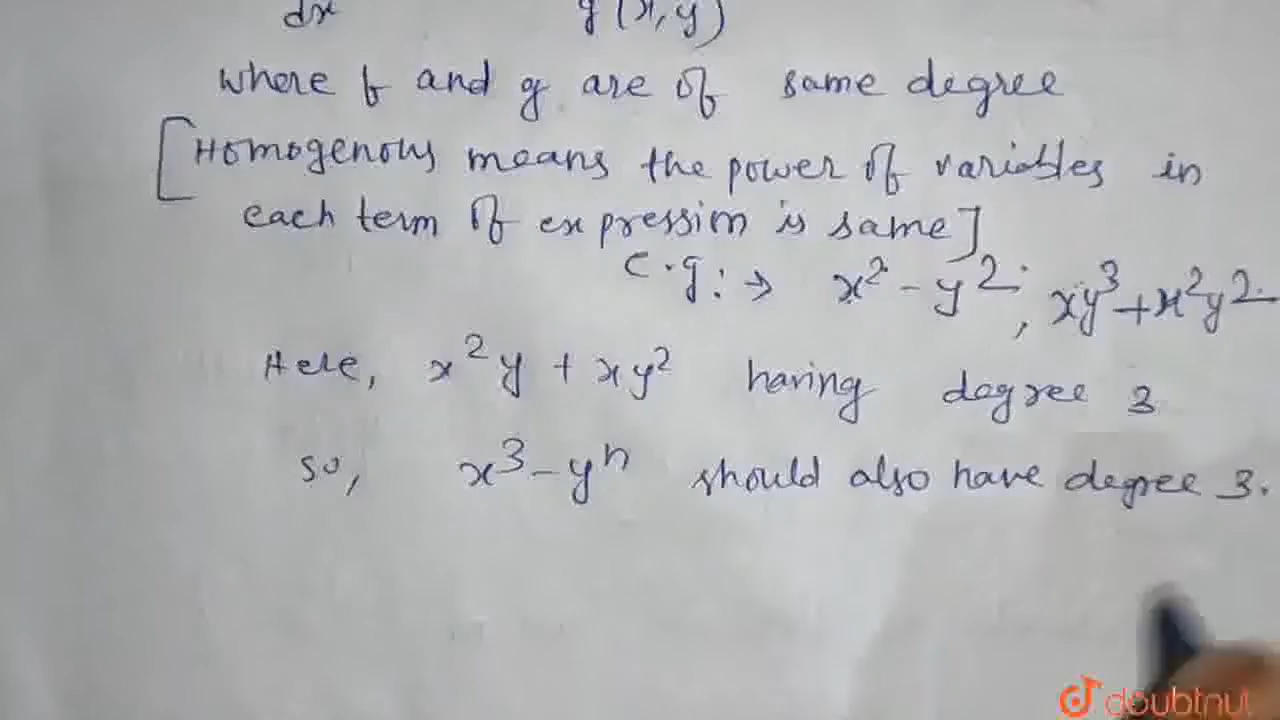 dx g(x,y)
where f and g are of same degree
[Homogenous means the power of variables in
each term of expression is same]
e.g: → x² - y² ; xy³ + x²y²
Here, x²y + xy² having degree 3
so, x³ - yⁿ should also have degree 3.
doubtnut